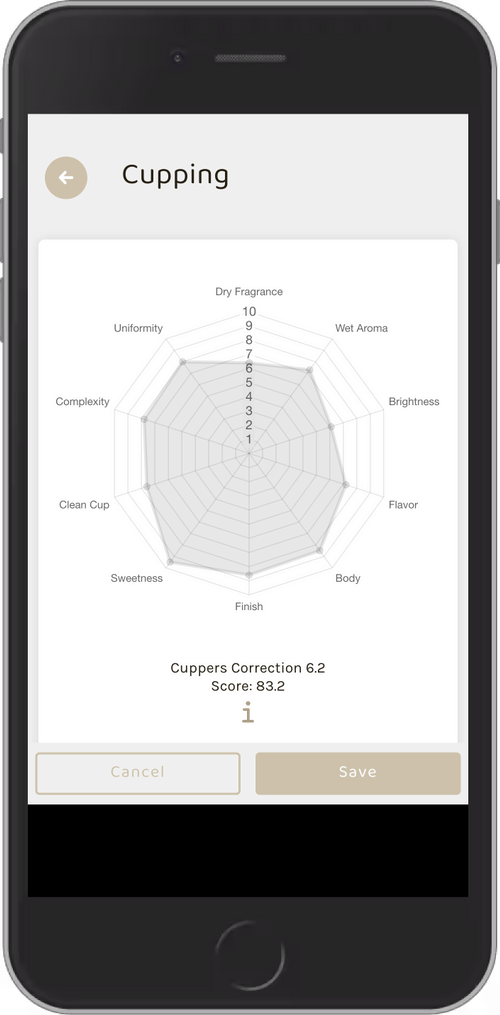 Cupping
Dry Fragrance
Uniformity
Wet Aroma
10
9
8
7
6
5
4
3
2
1
Complexity
Brightness
Clean Cup
Flavor
Sweetness
Body
Finish
Cuppers Correction 6.2
Score: 83.2
i
Cancel
Save